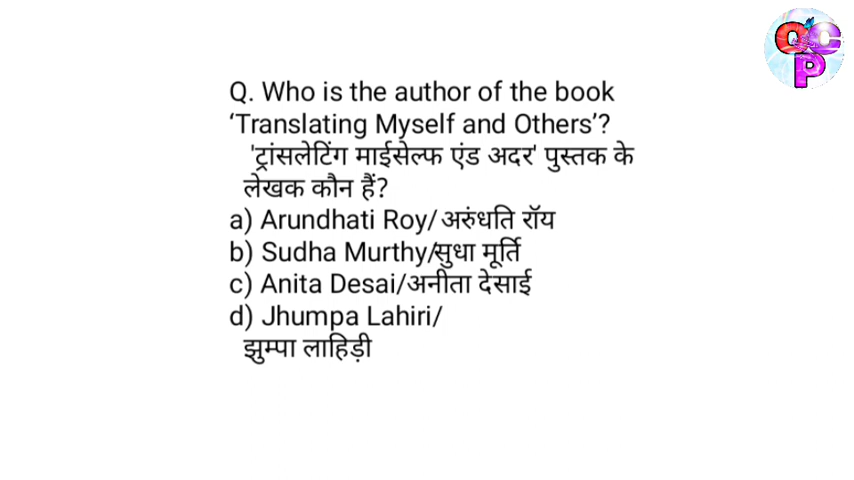 QCP
Q. Who is the author of the book
‘Translating Myself and Others’?
'ट्रांसलेटिंग माईसेल्फ एंड अदर' पुस्तक के
लेखक कौन हैं?
a) Arundhati Roy/ अरुंधति रॉय
b) Sudha Murthy/सुधा मूर्ति
c) Anita Desai/अनीता देसाई
d) Jhumpa Lahiri/
झुम्पा लाहिड़ी